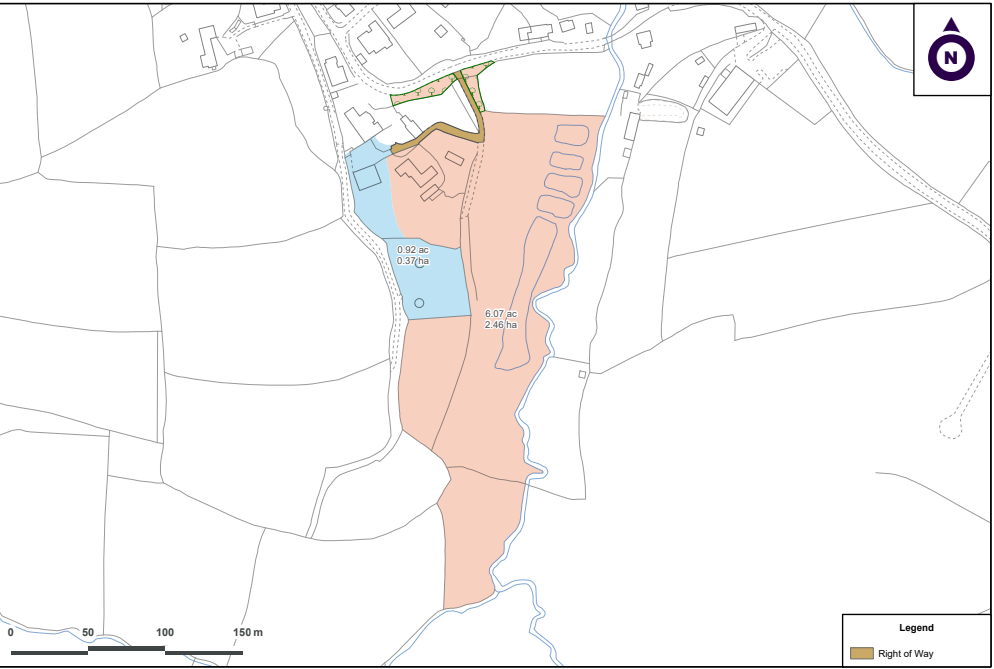 N
0.92 ac
0.37 ha
6.07 ac
2.46 ha
0 50 100 150 m
Legend
Right of Way